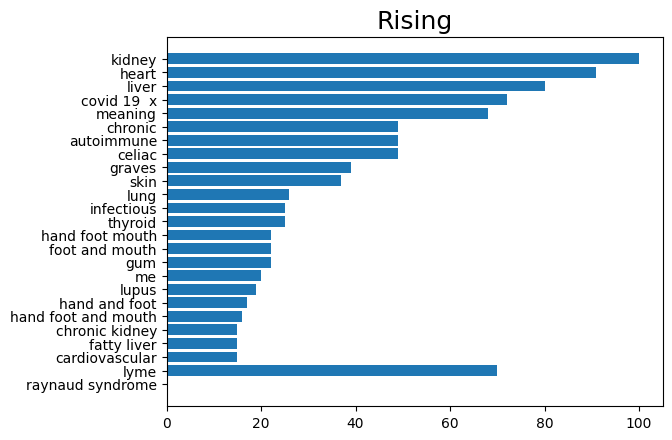 Rising
kidney
heart
liver
covid 19  x
meaning
chronic
autoimmune
celiac
graves
skin
lung
infectious
thyroid
hand foot mouth
foot and mouth
gum
me
lupus
hand and foot
hand foot and mouth
chronic kidney
fatty liver
cardiovascular
lyme
raynaud syndrome
0 20 40 60 80 100